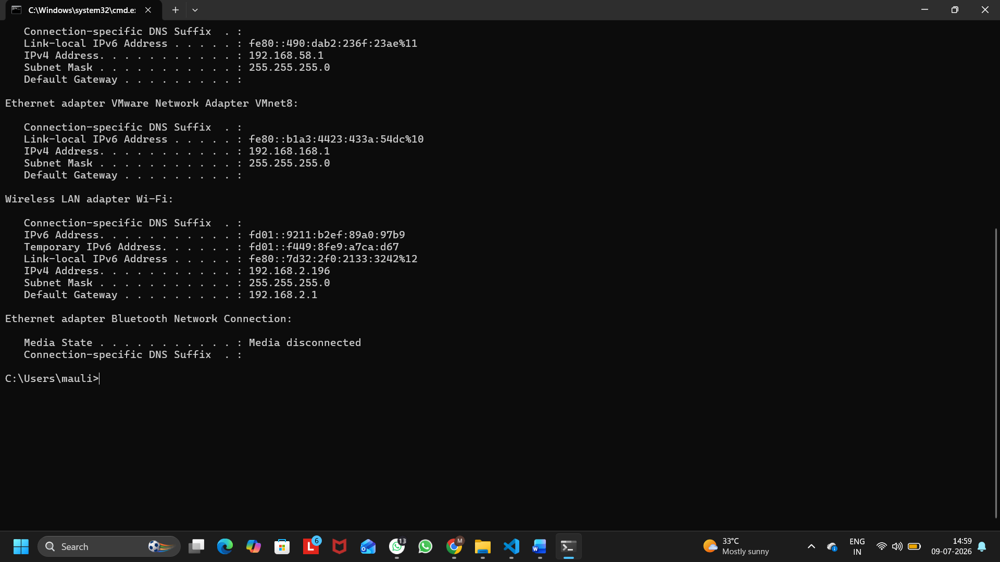 C:\Windows\system32\cmd.e
Connection-specific DNS Suffix  . :
Link-local IPv6 Address . . . . . : fe80::490:dab2:236f:23ae%11
IPv4 Address. . . . . . . . . . . : 192.168.58.1
Subnet Mask . . . . . . . . . . . : 255.255.255.0
Default Gateway . . . . . . . . . :
Ethernet adapter VMware Network Adapter VMnet8:
Connection-specific DNS Suffix  . :
Link-local IPv6 Address . . . . . : fe80::b1a3:4423:433a:54dc%10
IPv4 Address. . . . . . . . . . . : 192.168.168.1
Subnet Mask . . . . . . . . . . . : 255.255.255.0
Default Gateway . . . . . . . . . :
Wireless LAN adapter Wi-Fi:
Connection-specific DNS Suffix  . :
IPv6 Address. . . . . . . . . . . : fd01::9211:b2ef:89a0:97b9
Temporary IPv6 Address. . . . . . : fd01::f449:8fe9:a7ca:d67
Link-local IPv6 Address . . . . . : fe80::7d32:2f0:2133:3242%12
IPv4 Address. . . . . . . . . . . : 192.168.2.196
Subnet Mask . . . . . . . . . . . : 255.255.255.0
Default Gateway . . . . . . . . . : 192.168.2.1
Ethernet adapter Bluetooth Network Connection:
Media State . . . . . . . . . . . : Media disconnected
Connection-specific DNS Suffix  . :
C:\Users\mauli>
Search
L 6
O
13
M
W
33°C
Mostly sunny
ENG
IN
14:59
09-07-2026